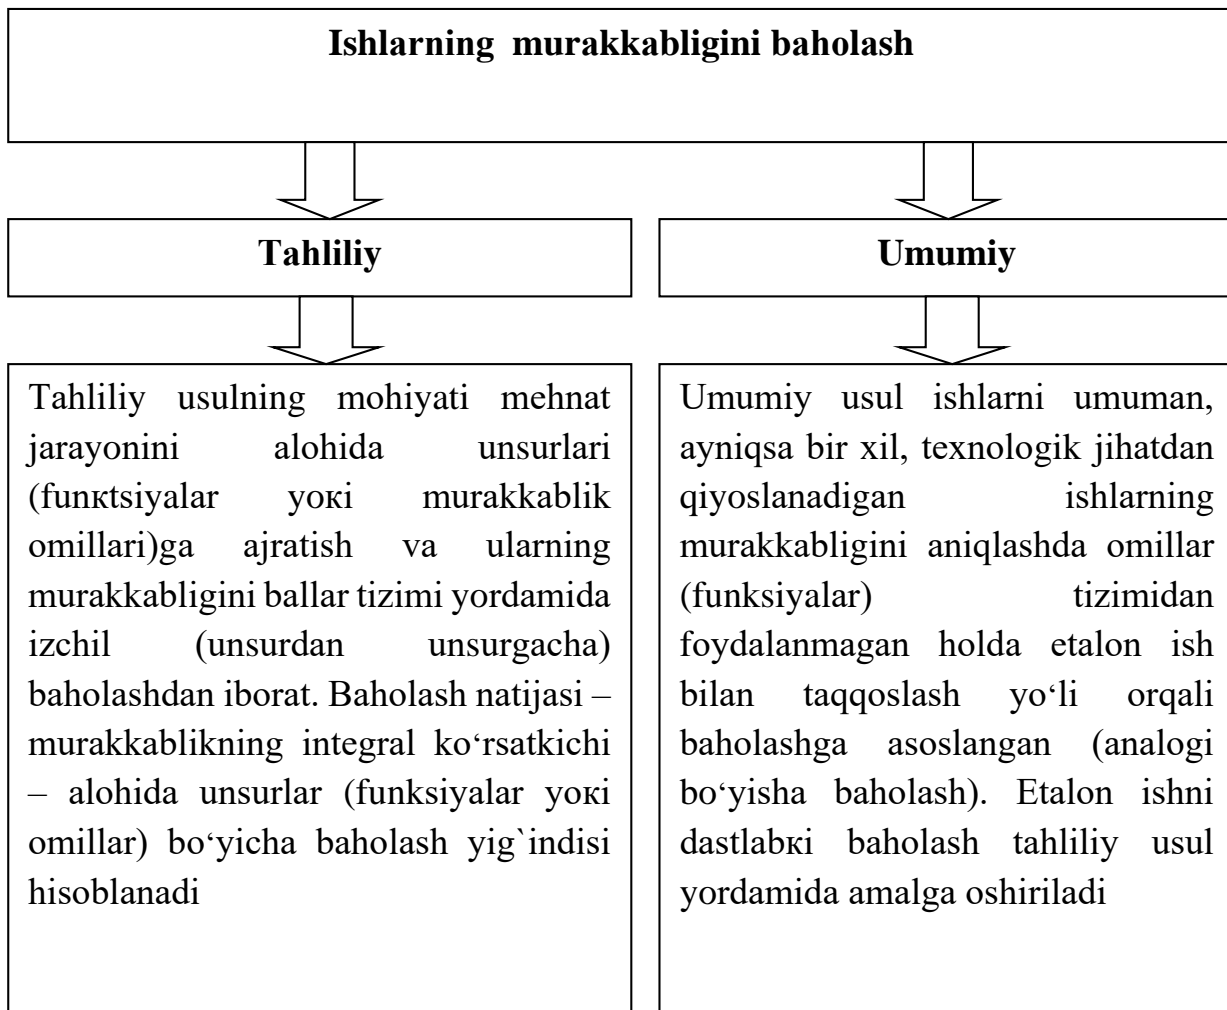 Ishlarning murakkabligini baholash
Tahliliy
Umumiy
Tahliliy usulning mohiyati mehnat
jarayonini alohida unsurlari
(funкtsiyalar yoкi murakkablik
omillari)ga ajratish va ularning
murakkabligini ballar tizimi yordamida
izchil (unsurdan unsurgacha)
baholashdan iborat. Baholash natijasi –
murakkablikning integral ko‘rsatkichi
– alohida unsurlar (funksiyalar yoкi
omillar) bo‘yicha baholash yig`indisi
hisoblanadi
Umumiy usul ishlarni umuman,
ayniqsa bir xil, texnologik jihatdan
qiyoslanadigan ishlarning
murakkabligini aniqlashda omillar
(funksiyalar) tizimidan
foydalanmagan holda etalon ish
bilan taqqoslash yo‘li orqali
baholashga asoslangan (analogi
bo‘yisha baholash). Etalon ishni
dastlabкi baholash tahliliy usul
yordamida amalga oshiriladi